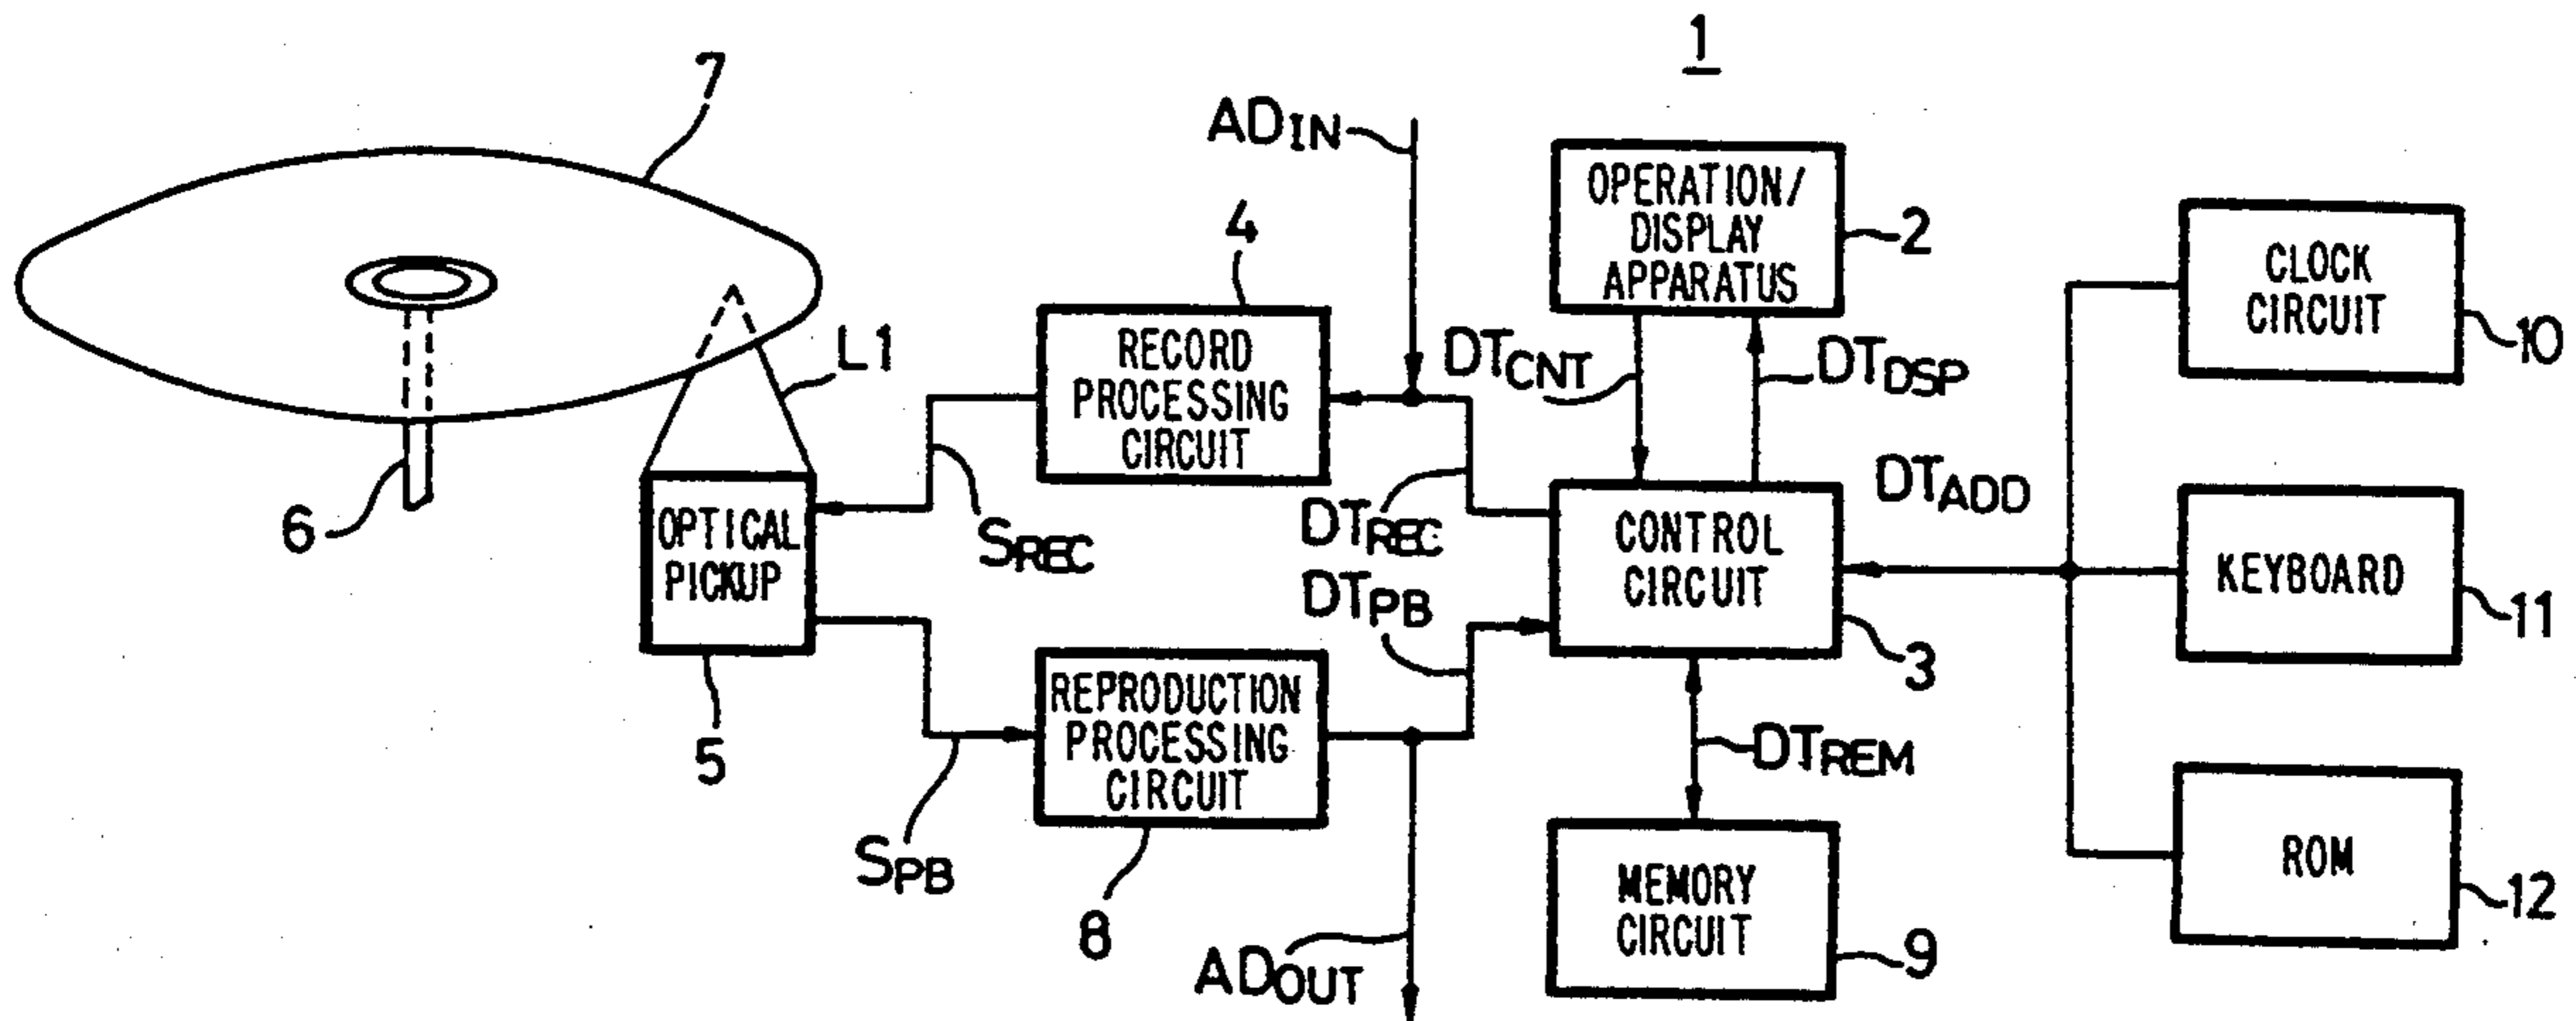 1
7
ADIN
OPERATION/
DISPLAY
APPARATUS
2
CLOCK
CIRCUIT
10
4
RECORD
PROCESSING
CIRCUIT
L1
DTCNT
DTDSP
6
OPTICAL
PICKUP
5
SREC
DTREC
CONTROL
CIRCUIT
3
DTADD
KEYBOARD
11
DTPB
REPRODUCTION
PROCESSING
CIRCUIT
8
SPB
DTREM
ADOUT
MEMORY
CIRCUIT
9
ROM
12